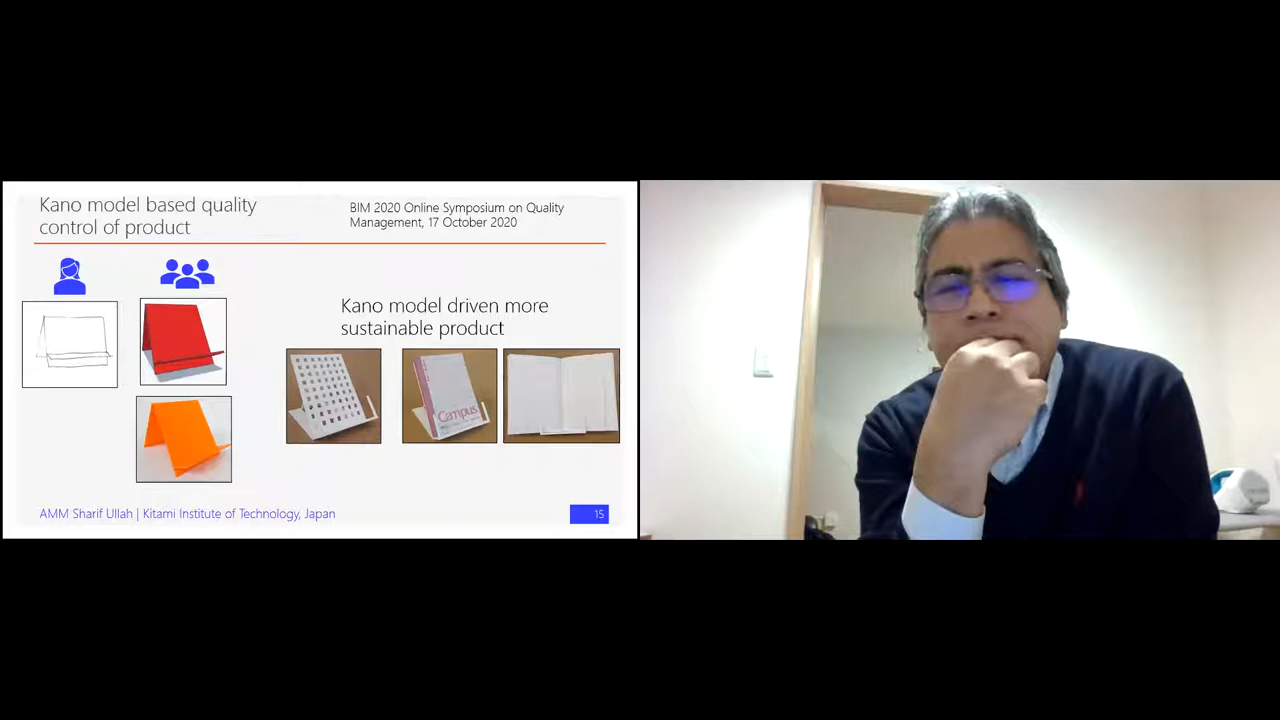 Kano model based quality
control of product
BIM 2020 Online Symposium on Quality
Management, 17 October 2020
Kano model driven more
sustainable product
Campus
AMM Sharif Ullah | Kitami Institute of Technology, Japan
15